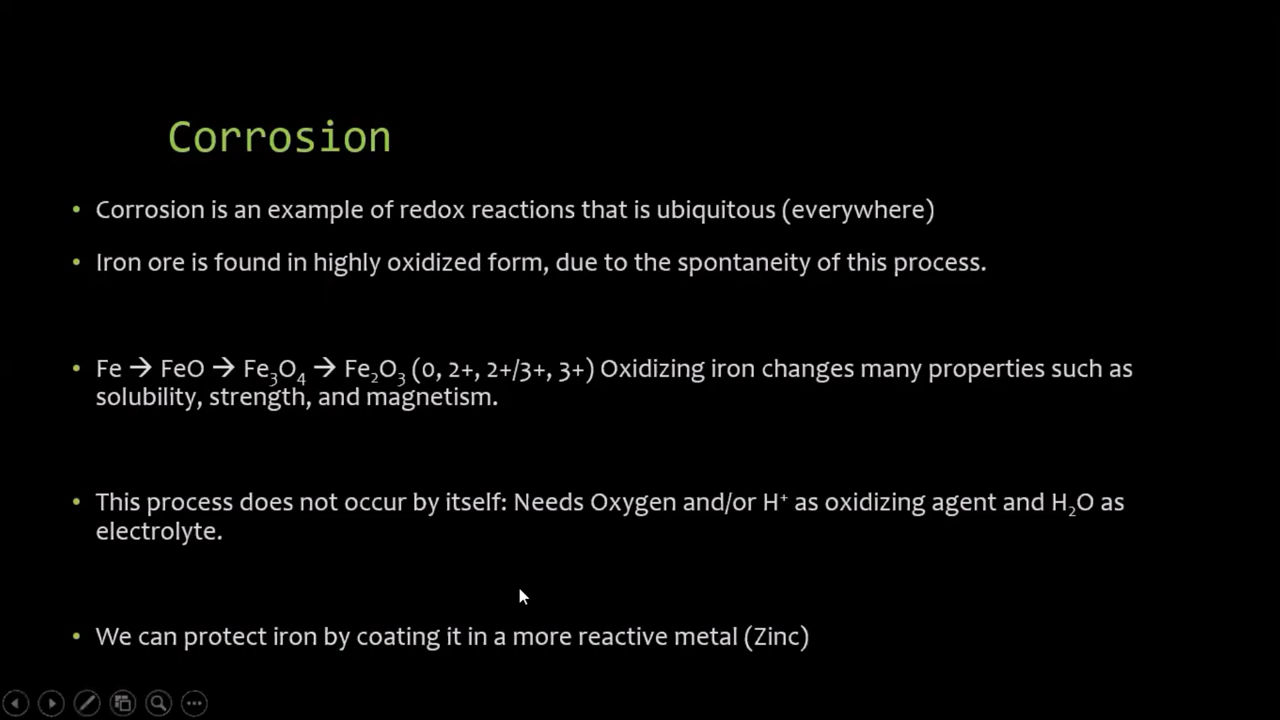 Corrosion
• Corrosion is an example of redox reactions that is ubiquitous (everywhere)
• Iron ore is found in highly oxidized form, due to the spontaneity of this process.
• Fe → FeO → Fe₃O₄ → Fe₂O₃ (0, 2+, 2+/3+, 3+) Oxidizing iron changes many properties such as
solubility, strength, and magnetism.
• This process does not occur by itself: Needs Oxygen and/or H⁺ as oxidizing agent and H₂O as
electrolyte.
• We can protect iron by coating it in a more reactive metal (Zinc)